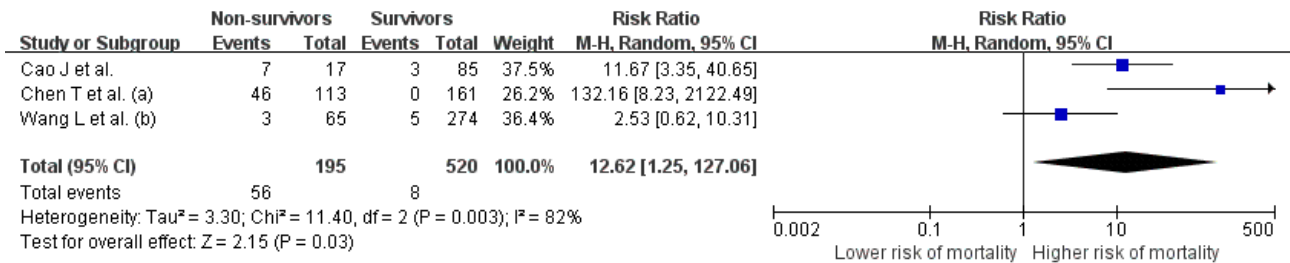 Non-survivors Survivors Risk Ratio Risk Ratio
Study or Subgroup Events Total Events Total Weight M-H, Random, 95% CI M-H, Random, 95% CI
Cao J et al. 7 17 3 85 37.5% 11.67 [3.35, 40.65]
Chen T et al. (a) 46 113 0 161 26.2% 132.16 [8.23, 2122.49]
Wang L et al. (b) 3 65 5 274 36.4% 2.53 [0.62, 10.31]
Total (95% CI) 195 520 100.0% 12.62 [1.25, 127.06]
Total events 56 8
Heterogeneity: Tau² = 3.30; Chi² = 11.40, df = 2 (P = 0.003); I² = 82%
Test for overall effect: Z = 2.15 (P = 0.03)
0.002 0.1 1 10 500
Lower risk of mortality Higher risk of mortality